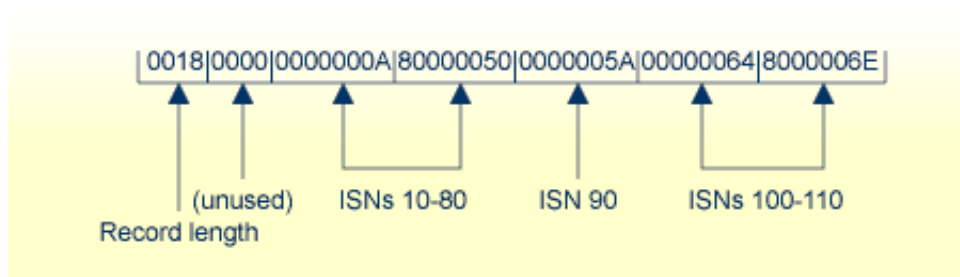 0018|0000|0000000A|80000050|0000005A|00000064|8000006E
(unused) ISNs 10-80 ISN 90 ISNs 100-110
Record length